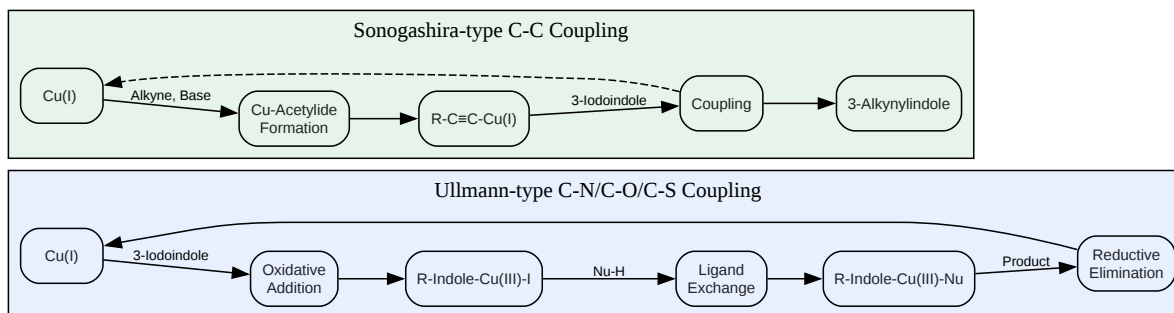 Sonogashira-type C-C Coupling
Cu(I)
Alkyne, Base
Cu-Acetylide
Formation
R-C≡C-Cu(I)
3-Iodoindole
Coupling
3-Alkynylindole
Ullmann-type C-N/C-O/C-S Coupling
Cu(I)
3-Iodoindole
Oxidative
Addition
R-Indole-Cu(III)-I
Nu-H
Ligand
Exchange
R-Indole-Cu(III)-Nu
Product
Reductive
Elimination